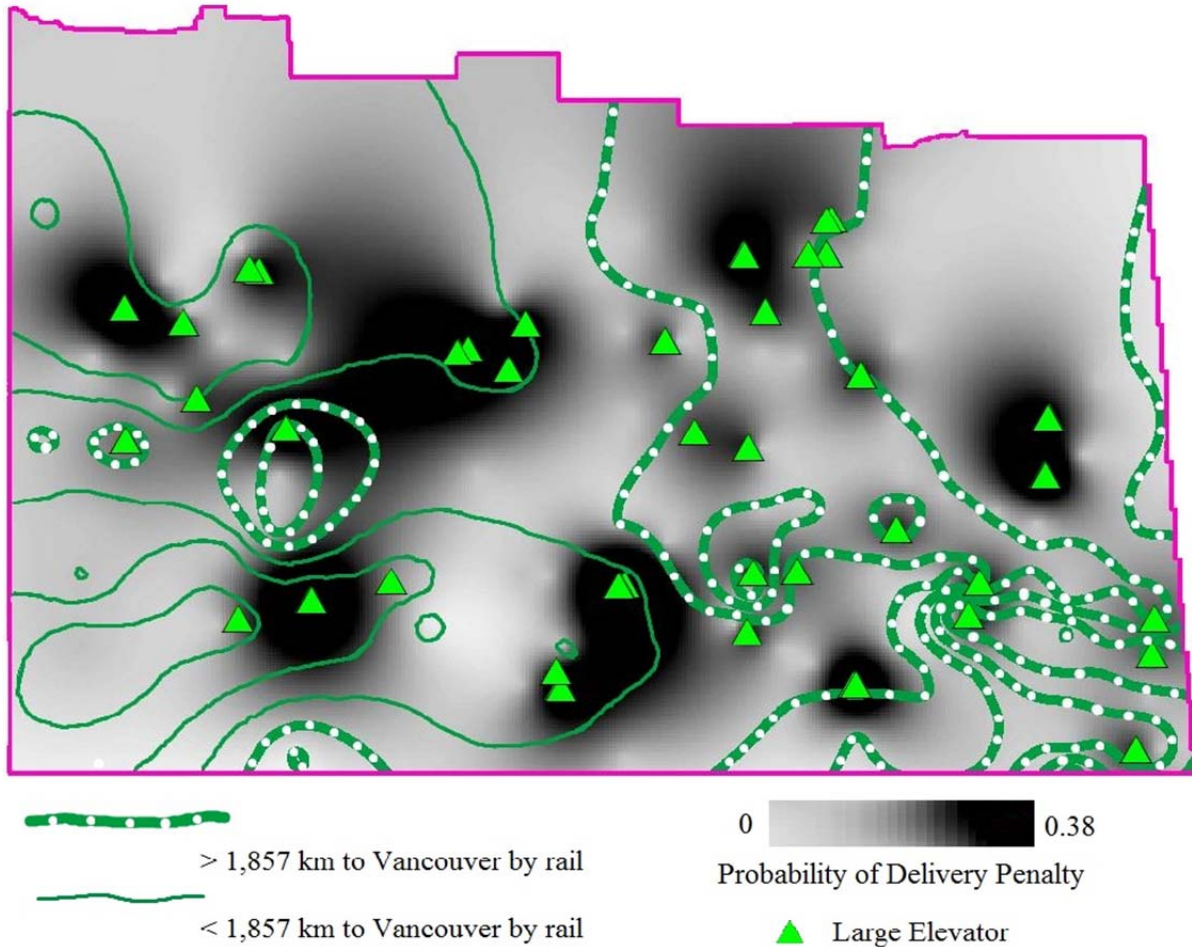 > 1,857 km to Vancouver by rail
< 1,857 km to Vancouver by rail
0 0.38
Probability of Delivery Penalty
Large Elevator